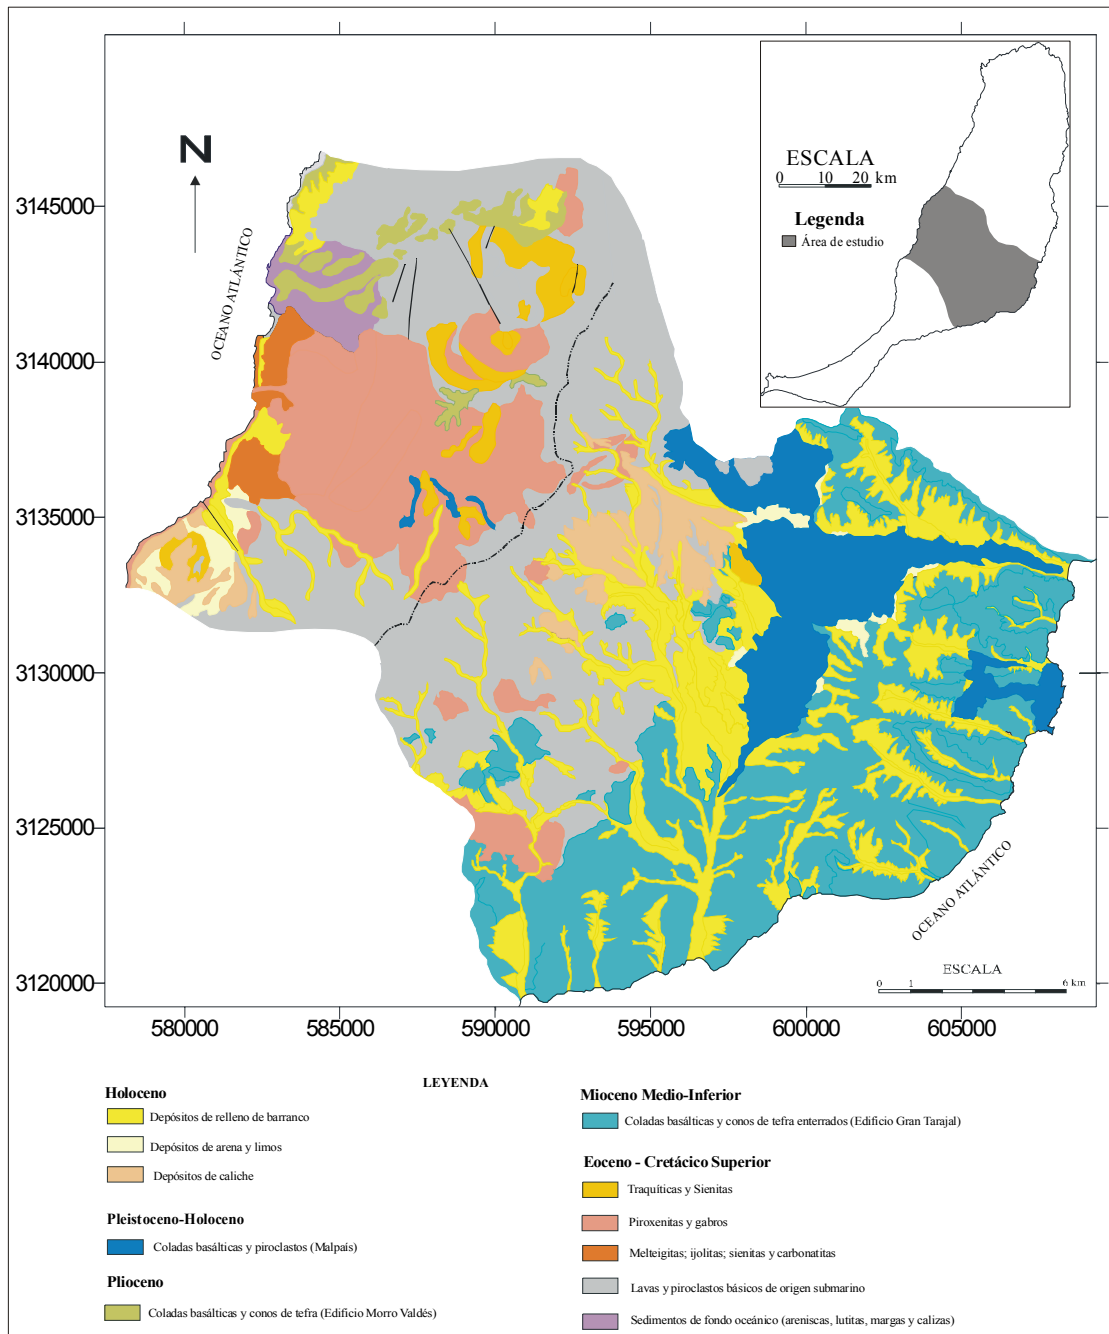 ESCALA
0 10 20 km
Legenda
Área de estudio
N
3145000
3140000
3135000
3130000
3125000
3120000
OCEANO ATLÁNTICO
OCEANO ATLÁNTICO
ESCALA
0 1 6 km
580000 585000 590000 595000 600000 605000
LEYENDA
Holoceno
Depósitos de relleno de barranco
Depósitos de arena y limos
Depósitos de caliche
Pleistoceno-Holoceno
Coladas basálticas y piroclastos (Malpaís)
Plioceno
Coladas basálticas y conos de tefra (Edificio Morro Valdés)
Mioceno Medio-Inferior
Coladas basálticas y conos de tefra enterrados (Edificio Gran Tarajal)
Eoceno - Cretácico Superior
Traquíticas y Sienitas
Piroxenitas y gabros
Melteigitas; ijolitas; sienitas y carbonatitas
Lavas y piroclastos básicos de origen submarino
Sedimentos de fondo oceánico (areniscas, lutitas, margas y calizas)